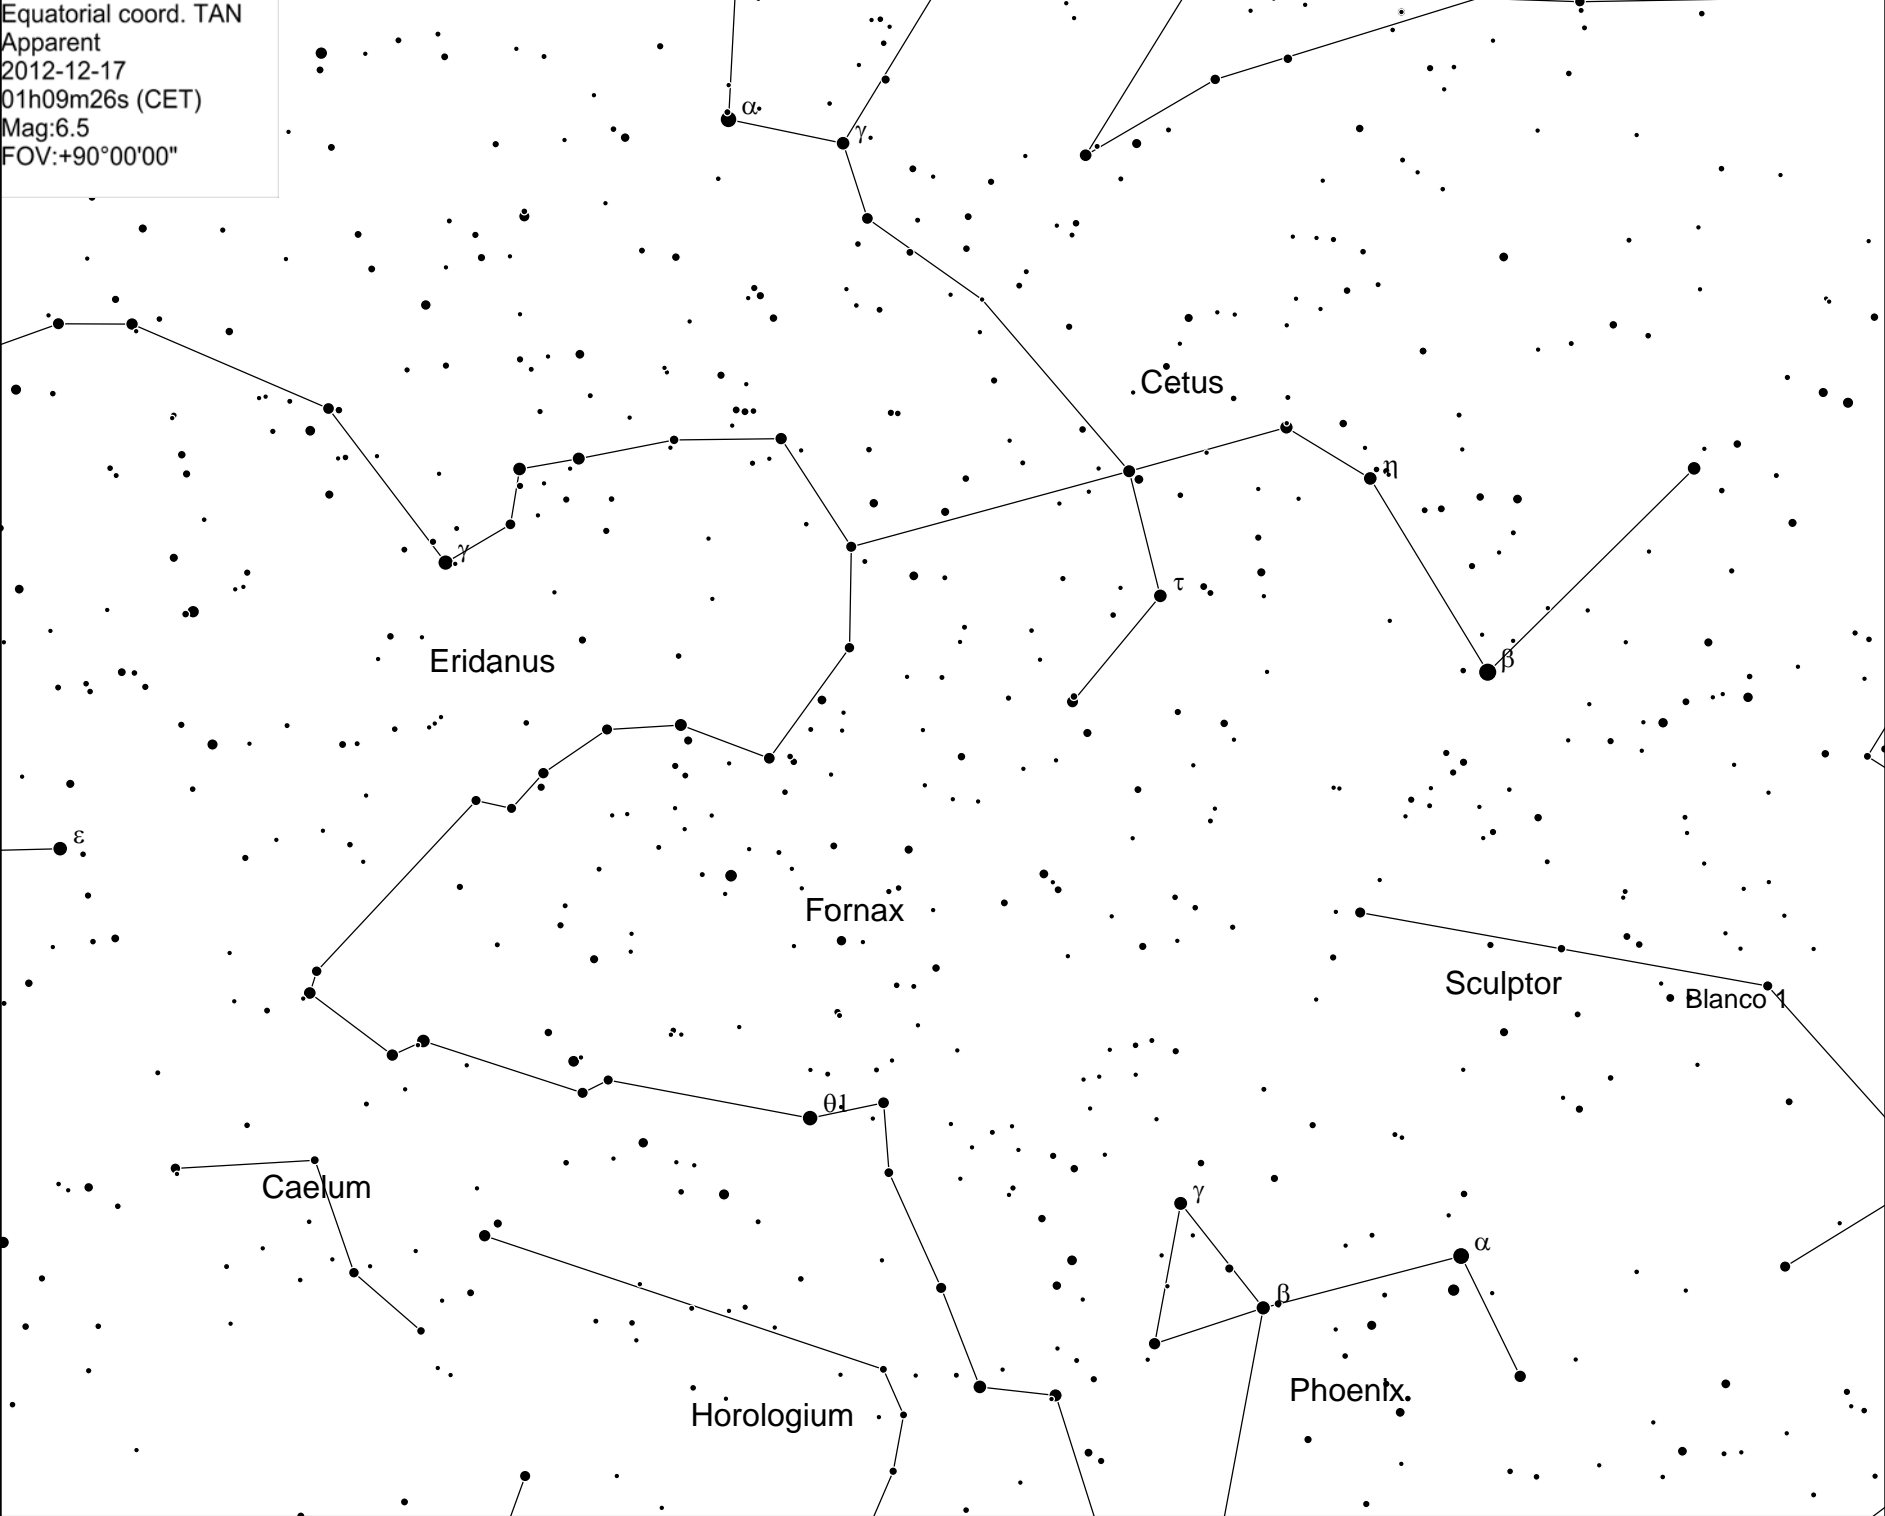 Equatorial coord. TAN
Apparent
2012-12-17
01h09m26s (CET)
Mag:6.5
FOV:+90°00'00"
α
γ
Cetus
η
γ
τ
Eridanus
β
ε
Fornax
Sculptor
Blanco 1
θ1
Caelum
γ
α
β
Phoenix
Horologium